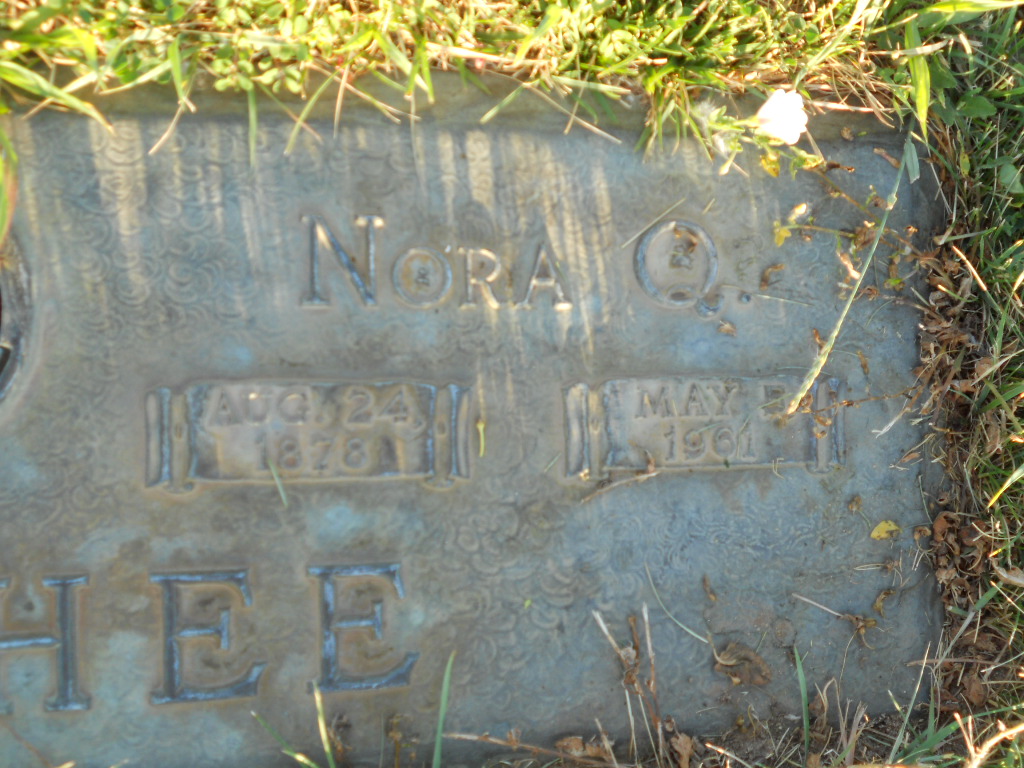 NORA Q.
AUG. 24,
1878
MAY
1961
HEE